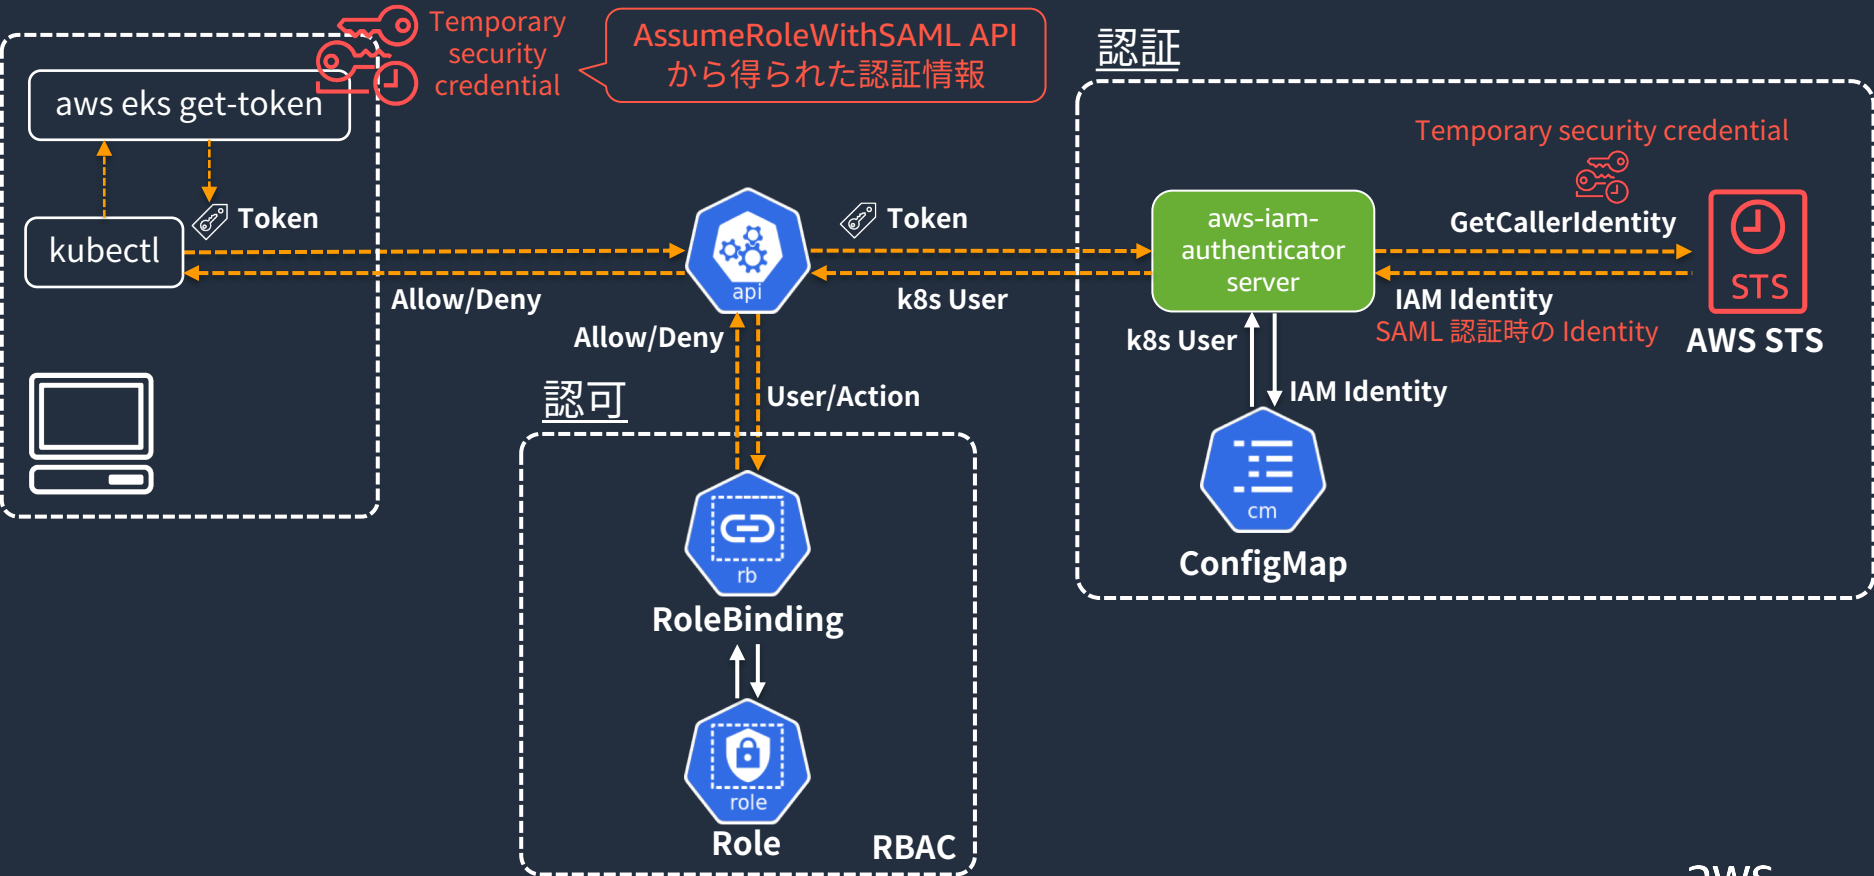 Temporary
security
credential
AssumeRoleWithSAML API
から得られた認証情報
認証
aws eks get-token
Temporary security credential
Token
kubectl
api
Token
aws-iam-
authenticator
server
GetCallerIdentity
STS
Allow/Deny
k8s User
IAM Identity
SAML 認証時の Identity
AWS STS
Allow/Deny
k8s User
認可
User/Action
IAM Identity
cm
ConfigMap
rb
RoleBinding
role
Role
RBAC
aws